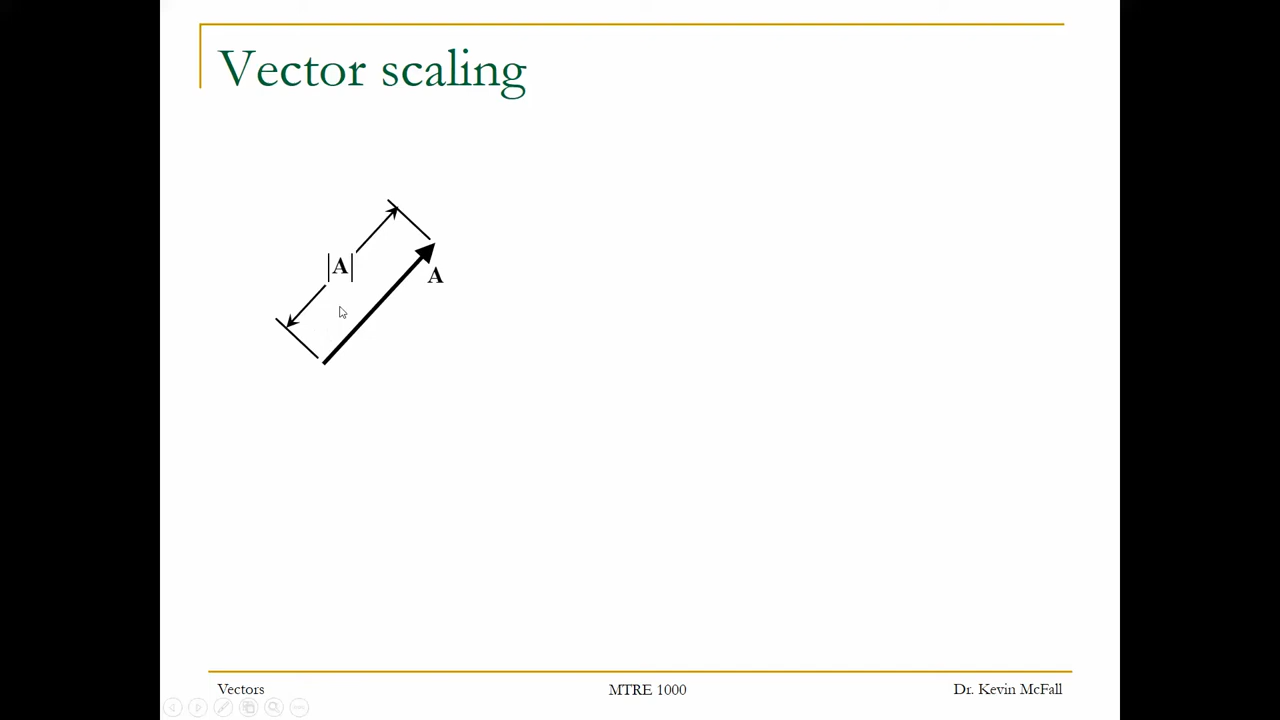 Vector scaling
|A|
A
Vectors
MTRE 1000
Dr. Kevin McFall